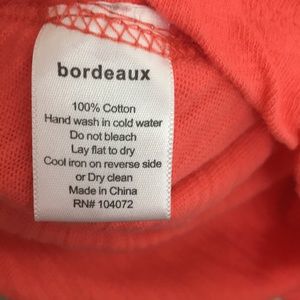 bordeaux
100% Cotton
Hand wash in cold water
Do not bleach
Lay flat to dry
Cool iron on reverse side
or Dry clean
Made in China
RN# 104072